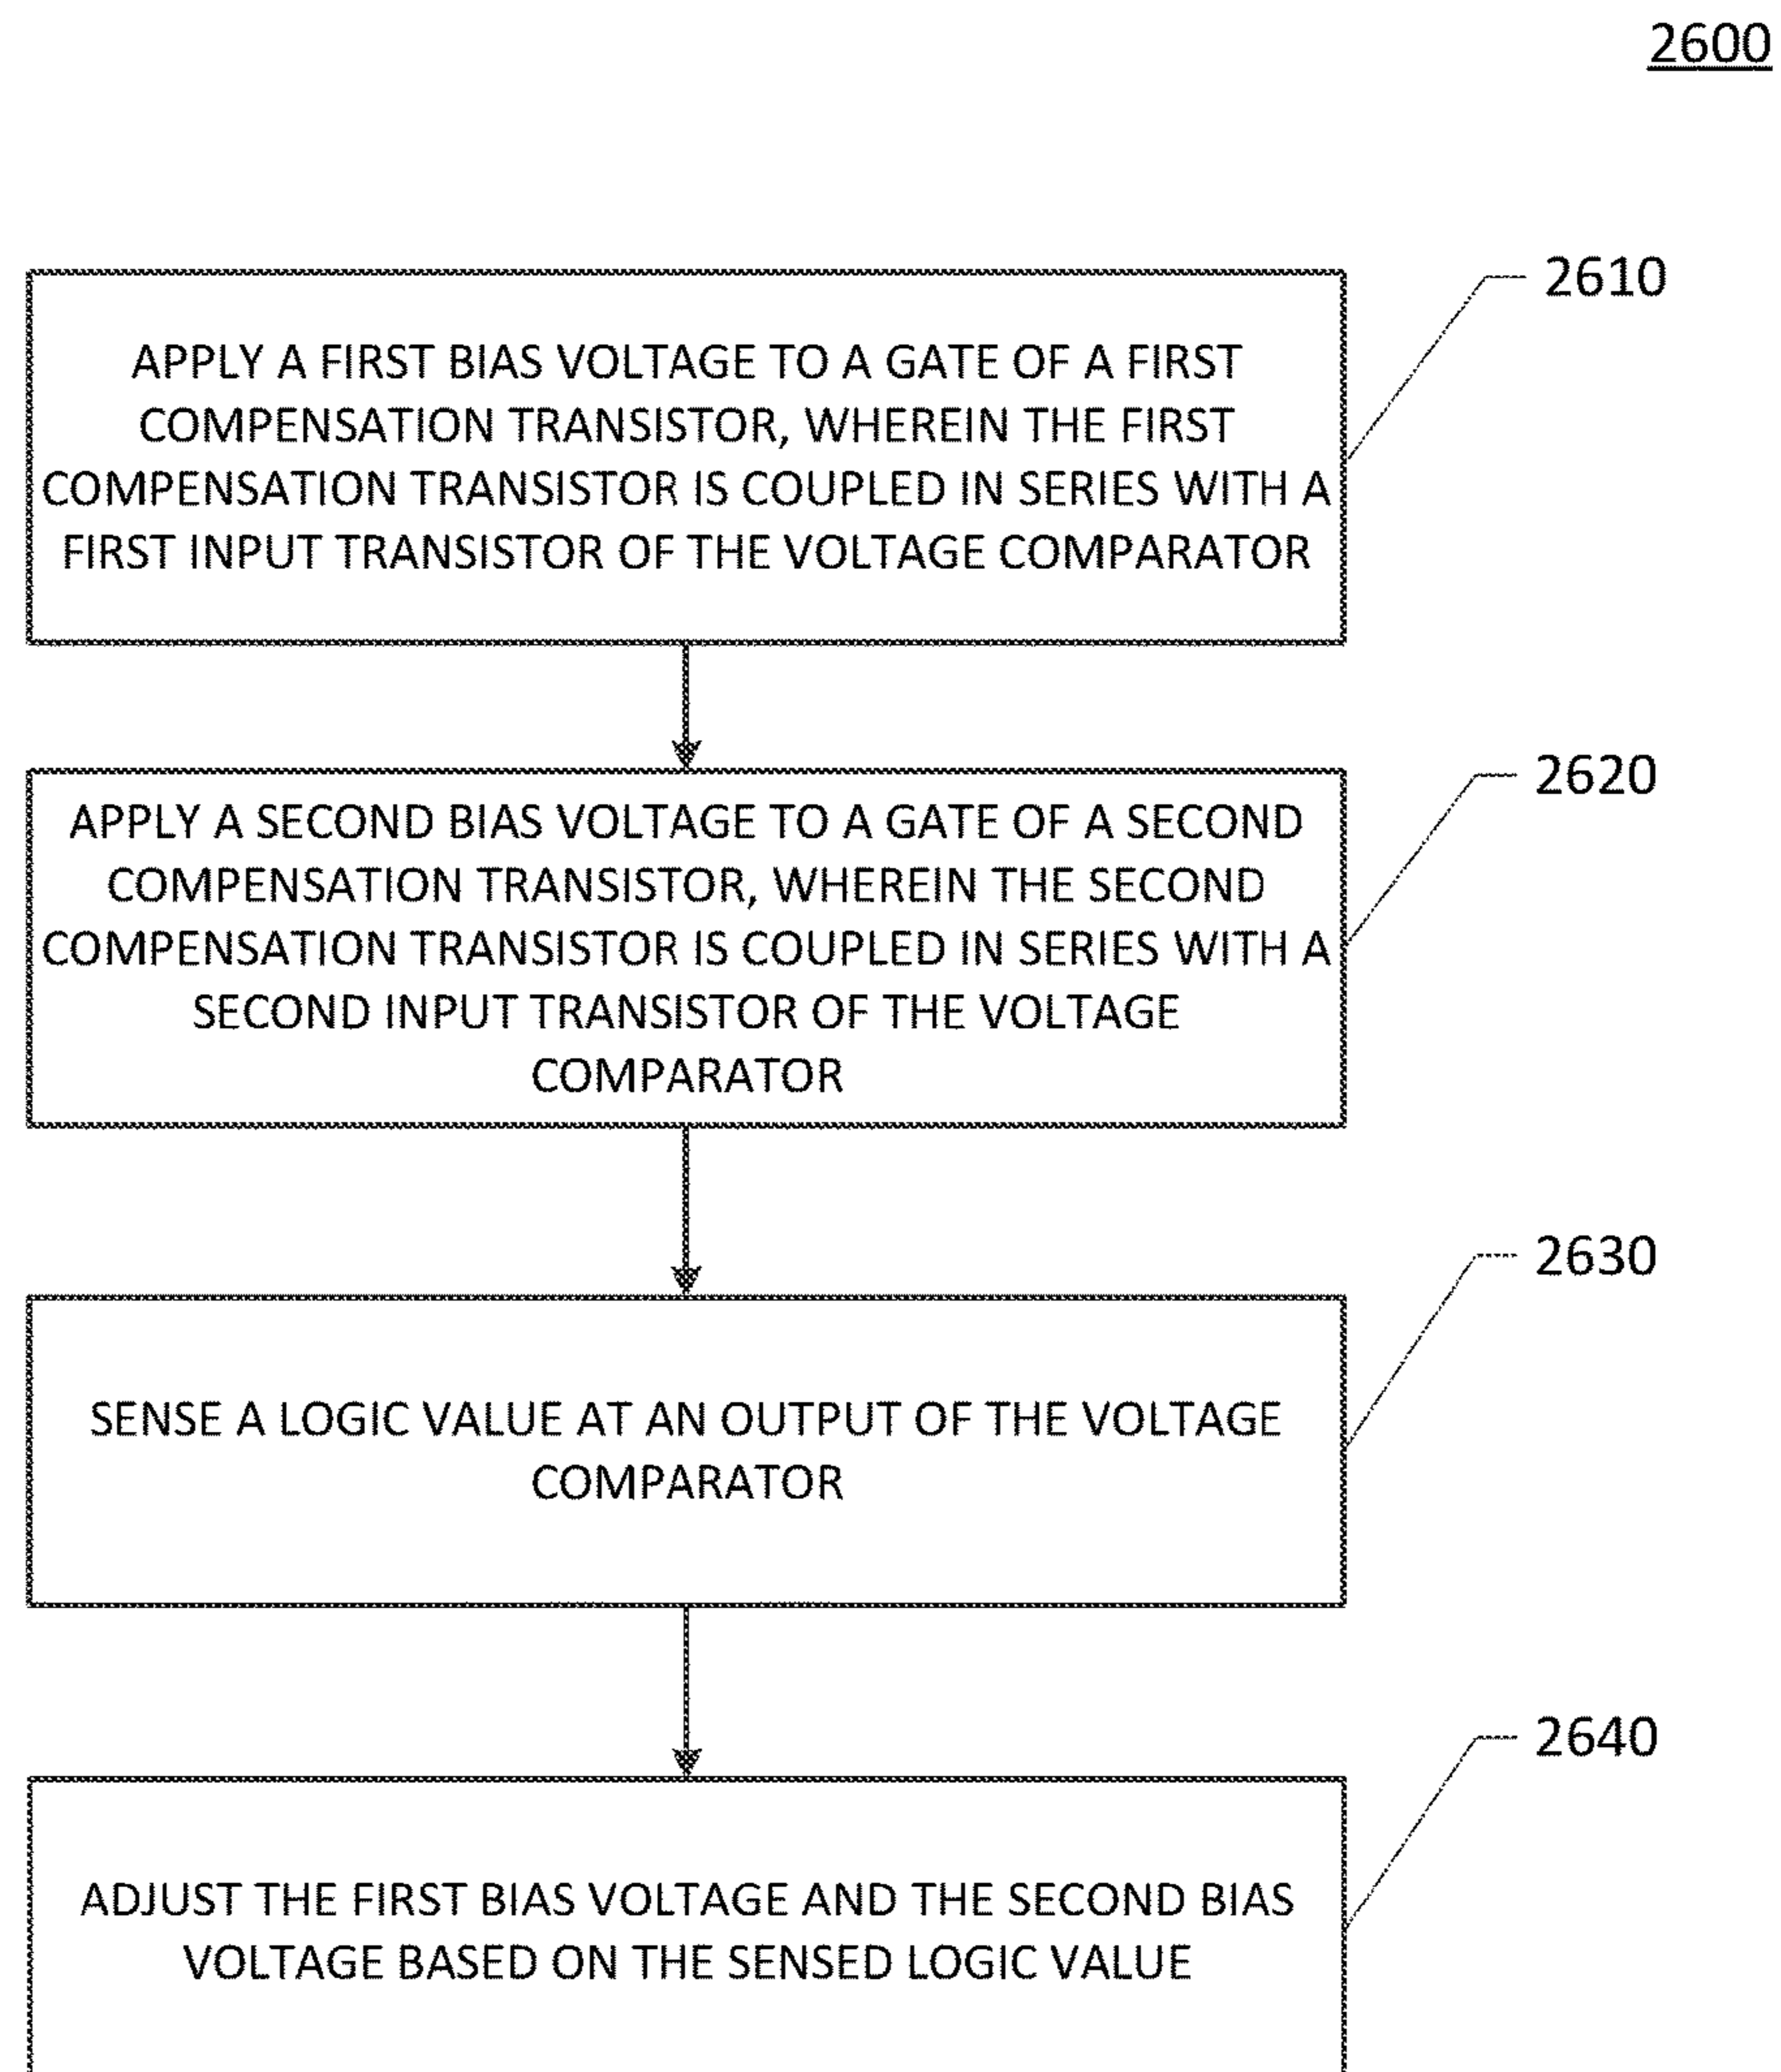 2600
2610
APPLY A FIRST BIAS VOLTAGE TO A GATE OF A FIRST
COMPENSATION TRANSISTOR, WHEREIN THE FIRST
COMPENSATION TRANSISTOR IS COUPLED IN SERIES WITH A
FIRST INPUT TRANSISTOR OF THE VOLTAGE COMPARATOR
2620
APPLY A SECOND BIAS VOLTAGE TO A GATE OF A SECOND
COMPENSATION TRANSISTOR, WHEREIN THE SECOND
COMPENSATION TRANSISTOR IS COUPLED IN SERIES WITH A
SECOND INPUT TRANSISTOR OF THE VOLTAGE
COMPARATOR
2630
SENSE A LOGIC VALUE AT AN OUTPUT OF THE VOLTAGE
COMPARATOR
2640
ADJUST THE FIRST BIAS VOLTAGE AND THE SECOND BIAS
VOLTAGE BASED ON THE SENSED LOGIC VALUE